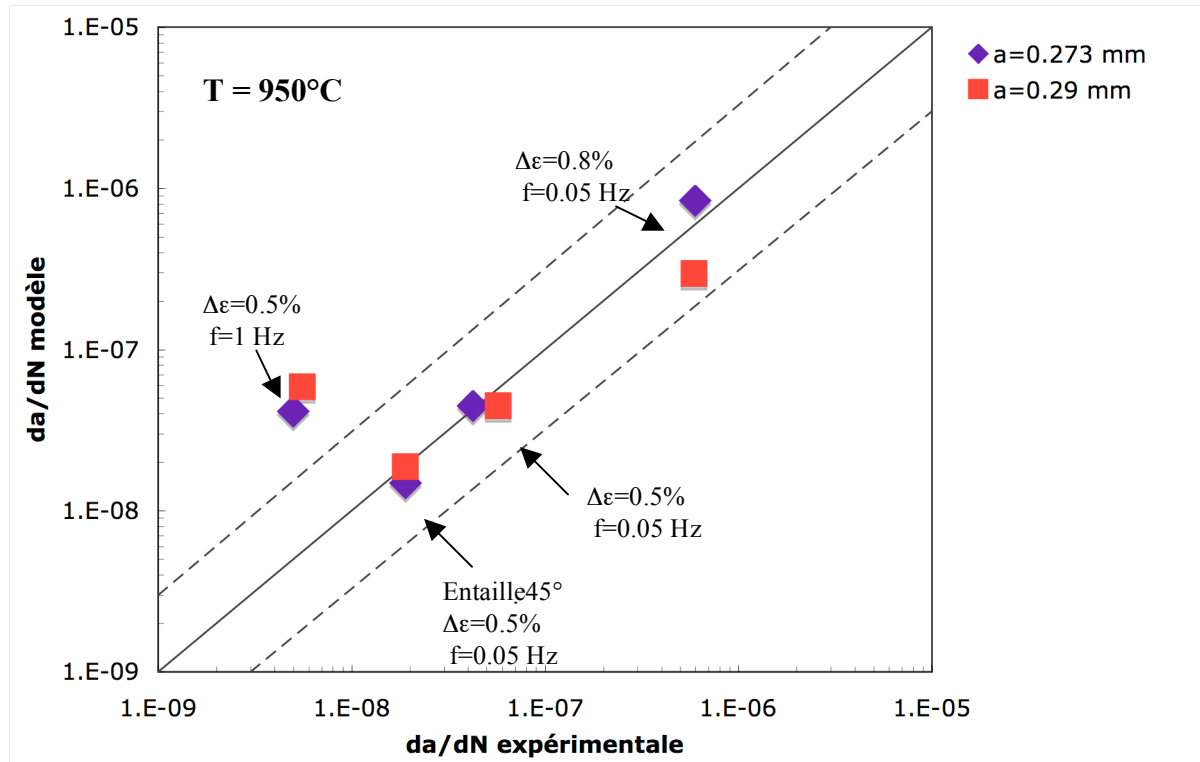 1.E-05
T = 950°C
a=0.273 mm
a=0.29 mm
Δε=0.8%
f=0.05 Hz
1.E-06
da/dN modèle
Δε=0.5%
f=1 Hz
1.E-07
Δε=0.5%
f=0.05 Hz
1.E-08
Entaille45°
Δε=0.5%
f=0.05 Hz
1.E-09
1.E-09
1.E-08
1.E-07
1.E-06
1.E-05
da/dN expérimentale